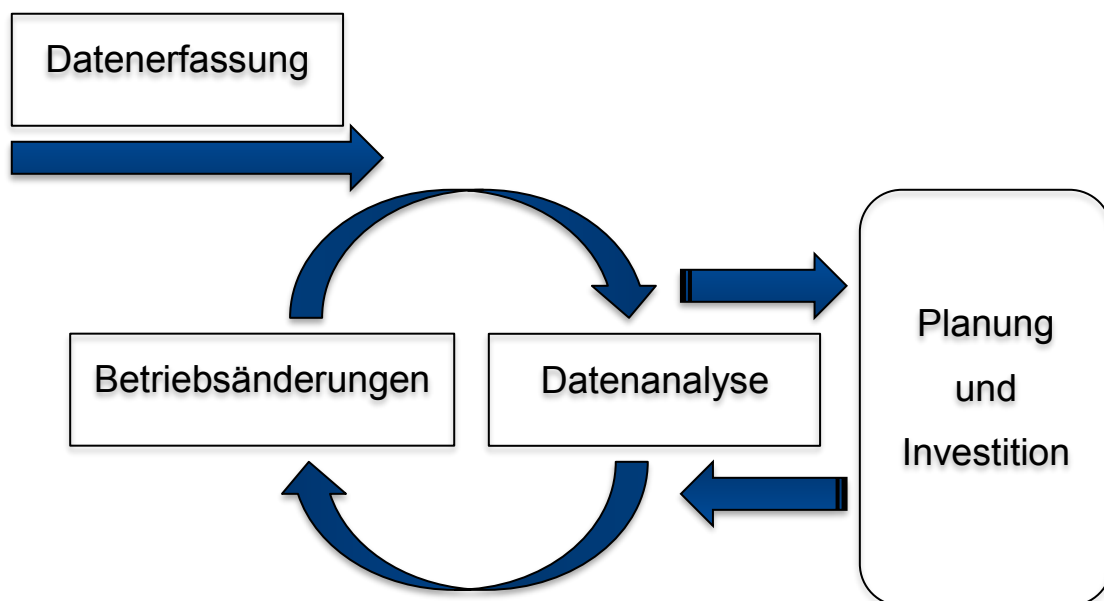 Datenerfassung
Betriebsänderungen
Datenanalyse
Planung
und
Investition